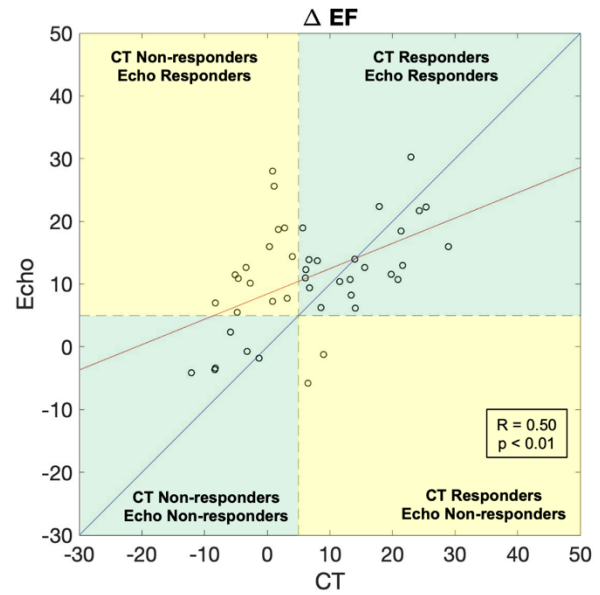 Δ EF
50
40
30
20
10
0
-10
-20
-30
Echo
CT Non-responders
Echo Responders
CT Responders
Echo Responders
R = 0.50
p < 0.01
CT Non-responders
Echo Non-responders
CT Responders
Echo Non-responders
-30 -20 -10 0 10 20 30 40 50
CT